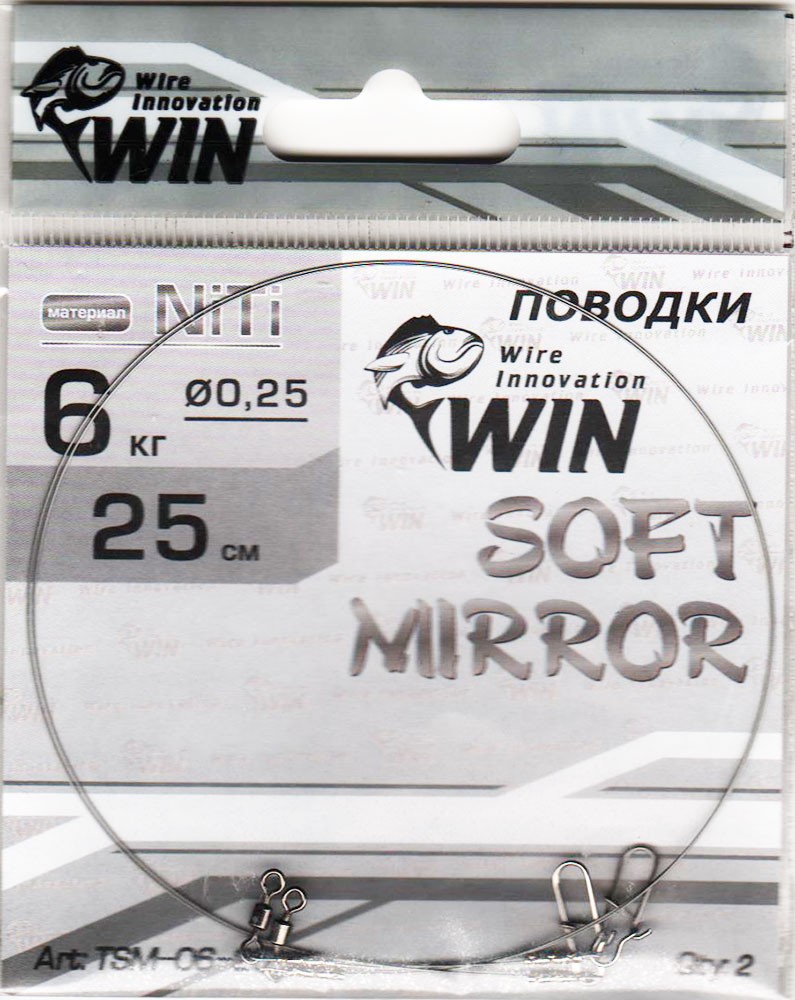 Wire
Innovation
WIN
материал
NiTi
ПОВОДКИ
6 кг
Ø0,25
25 см
Wire
Innovation
WIN
SOFT
MIRROR
Art: TSM-06-
Qty 2